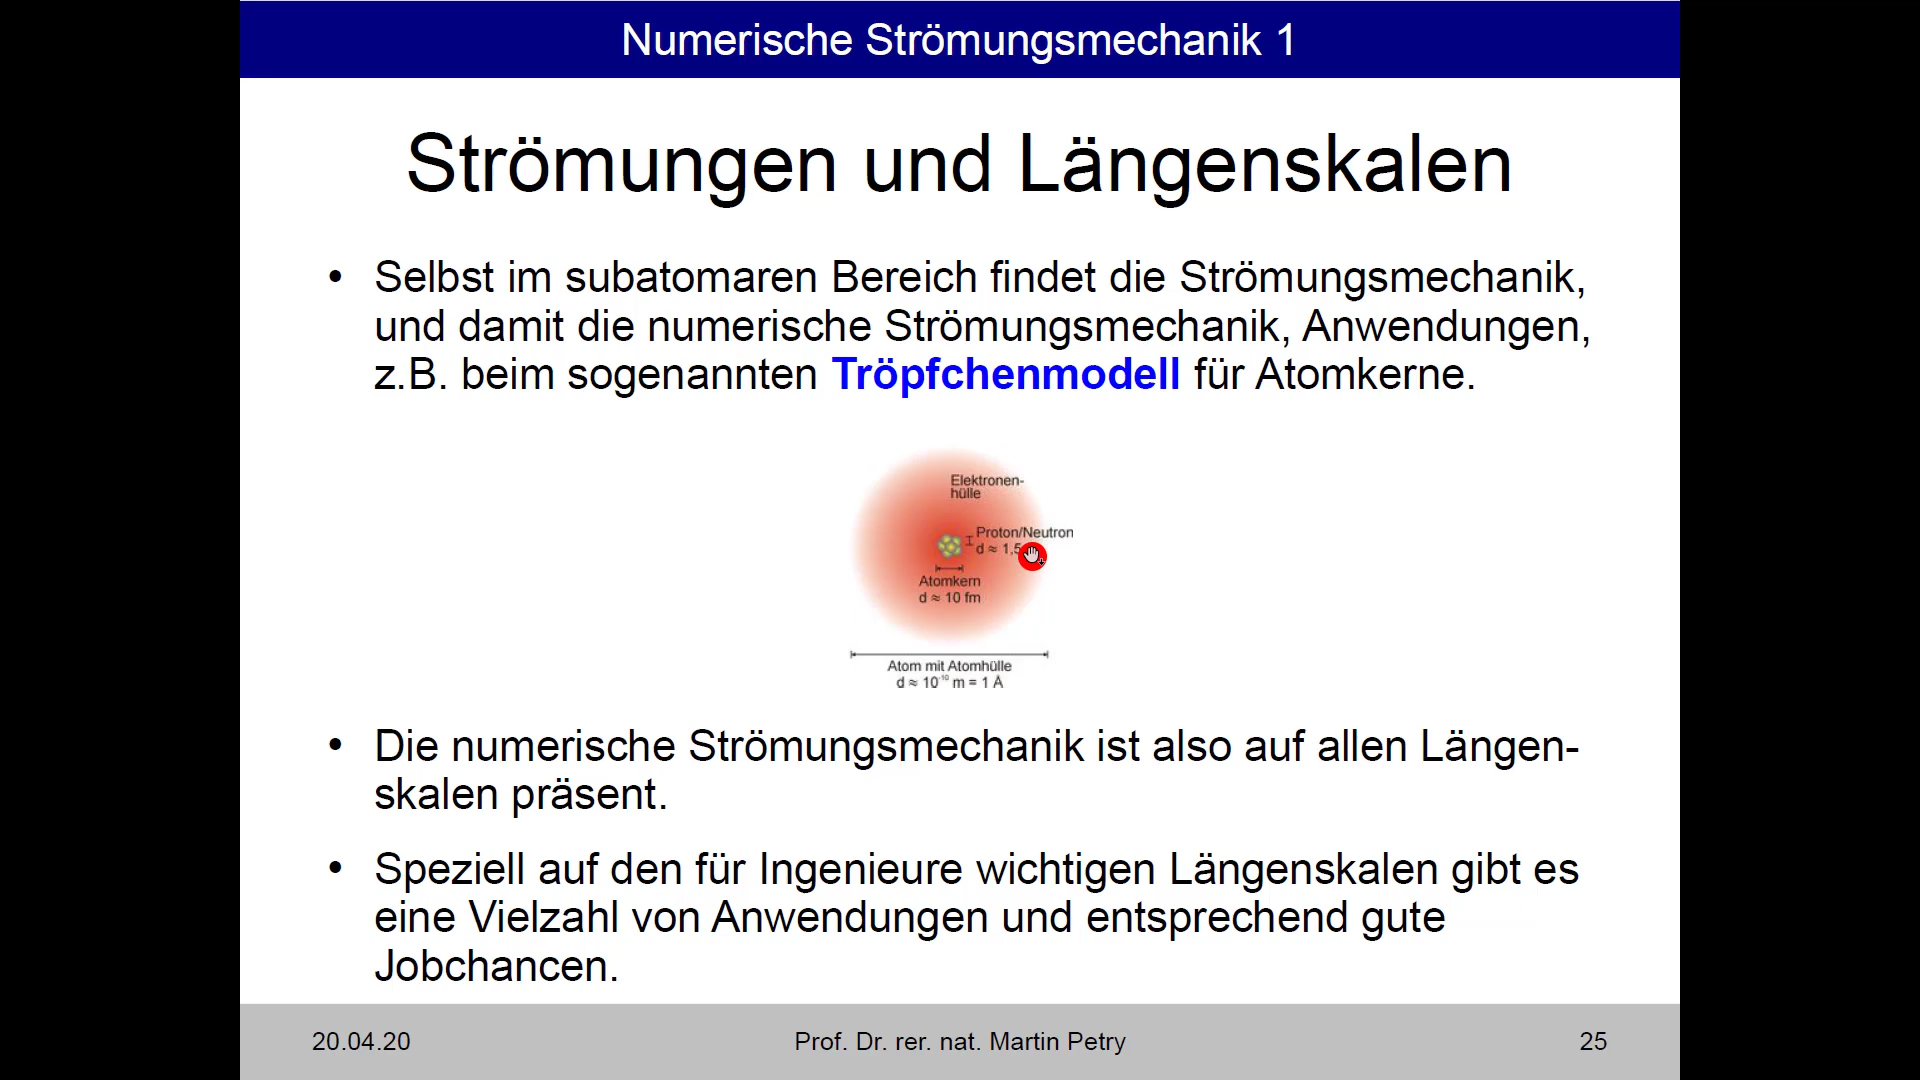 Numerische Strömungsmechanik 1
Strömungen und Längenskalen
• Selbst im subatomaren Bereich findet die Strömungsmechanik,
und damit die numerische Strömungsmechanik, Anwendungen,
z.B. beim sogenannten Tröpfchenmodell für Atomkerne.
Elektronen-
hülle
Proton/Neutron
d ≈ 1,5
Atomkern
d ≈ 10 fm
Atom mit Atomhülle
d ≈ 10⁻¹⁰ m = 1 Å
• Die numerische Strömungsmechanik ist also auf allen Längen-
skalen präsent.
• Speziell auf den für Ingenieure wichtigen Längenskalen gibt es
eine Vielzahl von Anwendungen und entsprechend gute
Jobchancen.
20.04.20 Prof. Dr. rer. nat. Martin Petry 25